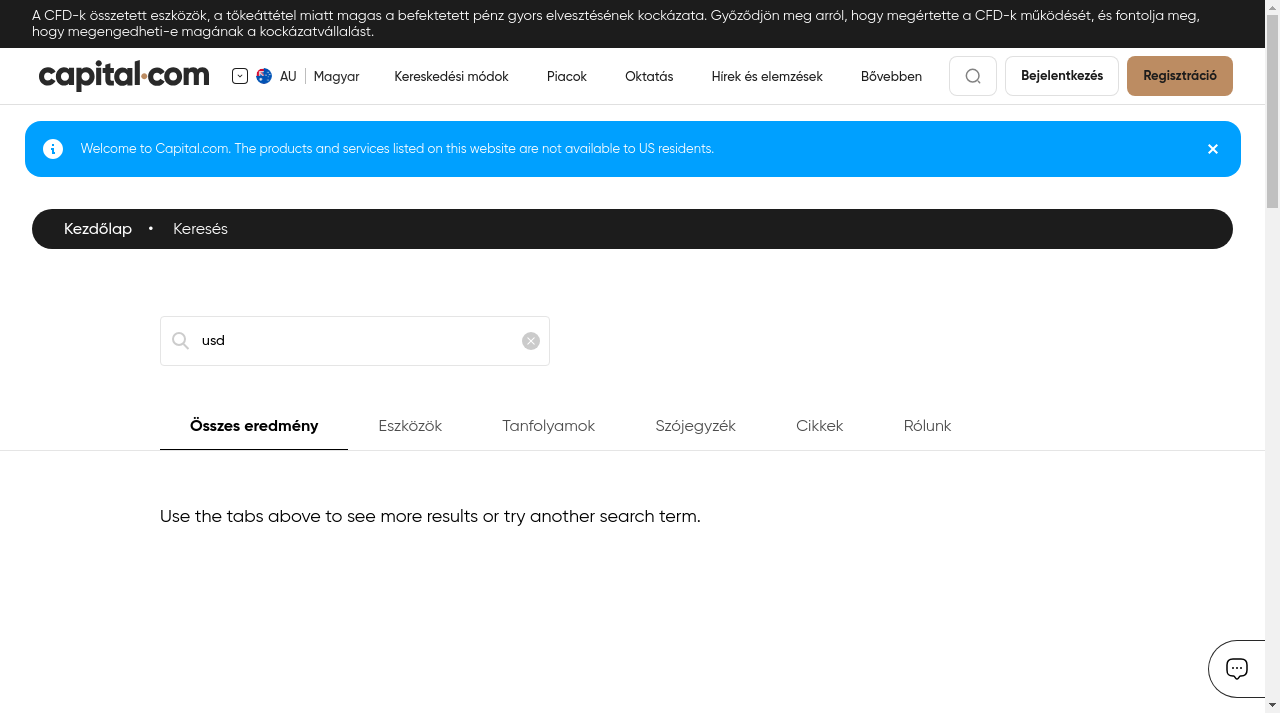 A CFD-k összetett eszközök, a tőkeáttétel miatt magas a befektetett pénz gyors elvesztésének kockázata. Győződjön meg arról, hogy megértette a CFD-k működését, és fontolja meg,
hogy megengedheti-e magának a kockázatvállalást.
capital.com
AU
Magyar
Kereskedési módok
Piacok
Oktatás
Hírek és elemzések
Bővebben
Bejelentkezés
Regisztráció
Welcome to Capital.com. The products and services listed on this website are not available to US residents.
Kezdőlap
Keresés
usd
Összes eredmény
Eszközök
Tanfolyamok
Szójegyzék
Cikkek
Rólunk
Use the tabs above to see more results or try another search term.